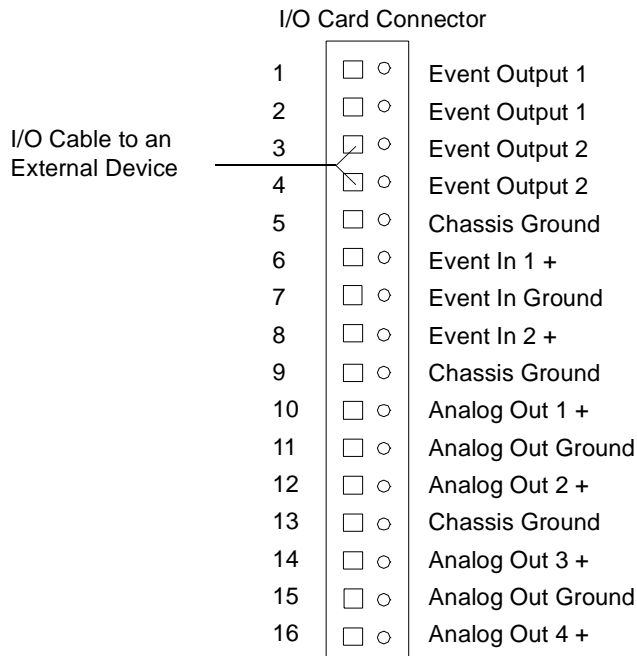 I/O Card Connector
1 Event Output 1
2 Event Output 1
I/O Cable to an
External Device
3 Event Output 2
4 Event Output 2
5 Chassis Ground
6 Event In 1 +
7 Event In Ground
8 Event In 2 +
9 Chassis Ground
10 Analog Out 1 +
11 Analog Out Ground
12 Analog Out 2 +
13 Chassis Ground
14 Analog Out 3 +
15 Analog Out Ground
16 Analog Out 4 +